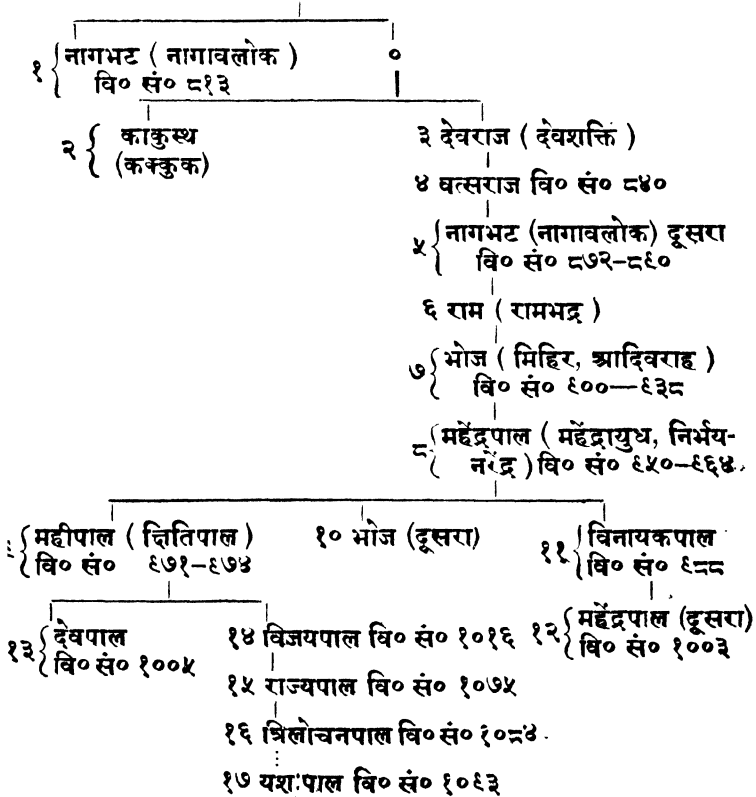 १ नागभट ( नागावलोक ) ०
वि० सं० ८१३
२ काकुस्थ
(कक्कुक)
३ देवराज ( देवशक्ति )
४ वत्सराज वि० सं० ८४०
५ नागभट (नागावलोक) दूसरा
वि० सं० ८७२–८९०
६ राम ( रामभद्र )
७ भोज ( मिहिर, आदिवराह )
वि० सं० ९००—९३८
८ महेंद्रपाल ( महेंद्रायुध, निर्भय-
नरेंद्र ) वि० सं० ९५०–९६४
महीपाल ( क्षितिपाल )
वि० सं० ९७१–९७४
१० भोज (दूसरा)
११ विनायकपाल
वि० सं० ९८८
१२ महेंद्रपाल (दूसरा)
वि० सं० १००३
१३ देवपाल
वि० सं० १००५
१४ विजयपाल वि० सं० १०१६
१५ राज्यपाल वि० सं० १०७५
१६ त्रिलोचनपाल वि० सं० १०८४
१७ यशःपाल वि० सं० १०९३